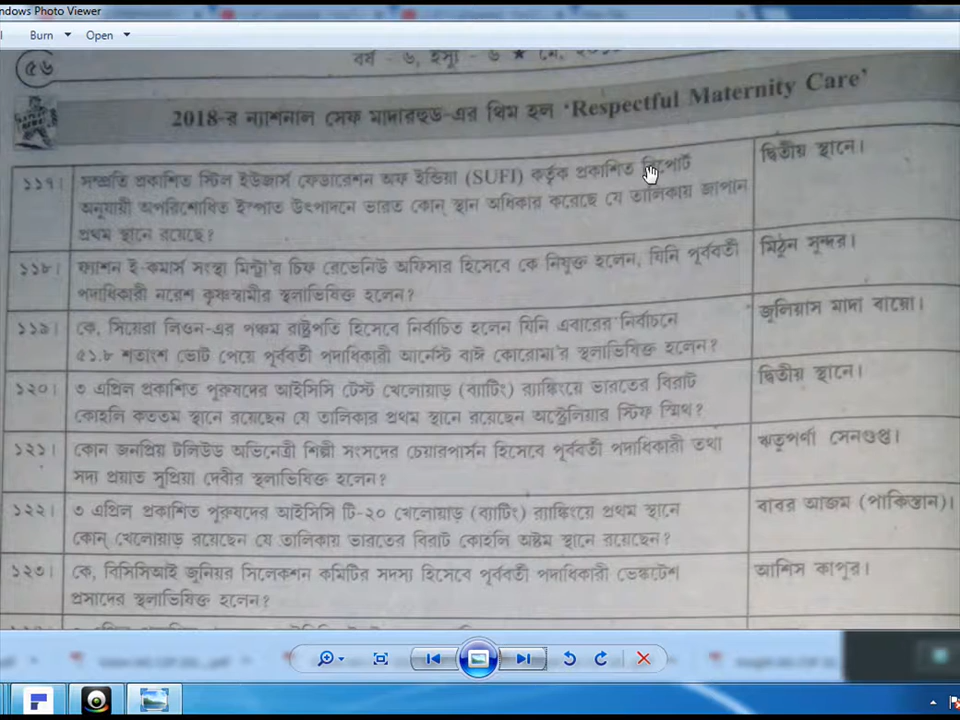 ndows Photo Viewer
Burn Open
৫৬
বর্ষ - ৬, ইস্যু - ৬ ★ মে,
2018-র ন্যাশনাল সেফ মাদারহুড-এর থিম হল ‘Respectful Maternity Care’
১১৭। সম্প্রতি প্রকাশিত স্টিল ইউজার্স ফেডারেশন অফ ইন্ডিয়া (SUFI) কর্তৃক প্রকাশিত রিপোর্ট
অনুযায়ী অপরিশোধিত ইস্পাত উৎপাদনে ভারত কোন্ স্থান অধিকার করেছে যে তালিকায় জাপান
প্রথম স্থানে রয়েছে?
দ্বিতীয় স্থানে।
১১৮। ফ্যাশন ই-কমার্স সংস্থা মিন্ট্রা'র চিফ রেভেনিউ অফিসার হিসেবে কে নিযুক্ত হলেন, যিনি পূর্ববর্তী
পদাধিকারী নরেশ কৃষ্ণস্বামীর স্থলাভিষিক্ত হলেন?
মিঠুন সুন্দর।
১১৯। কে, সিয়েরা লিওন-এর পঞ্চম রাষ্ট্রপতি হিসেবে নির্বাচিত হলেন যিনি এবারের নির্বাচনে
৫১.৮ শতাংশ ভোট পেয়ে পূর্ববর্তী পদাধিকারী আর্নেস্ট বাঈ কোরোমা'র স্থলাভিষিক্ত হলেন?
জুনিয়াস মাদা বায়ো।
১২০। ৩ এপ্রিল প্রকাশিত পুরুষদের আইসিসি টেস্ট খেলোয়াড় (ব্যাটিং) র‍্যাঙ্কিংয়ে ভারতের বিরাট
কোহলি কততম স্থানে রয়েছেন যে তালিকার প্রথম স্থানে রয়েছেন অস্ট্রেলিয়ার স্টিফ স্মিথ?
দ্বিতীয় স্থানে।
১২১। কোন জনপ্রিয় টলিউড অভিনেত্রী শিল্পী সংসদের চেয়ারপার্সন হিসেবে পূর্ববর্তী পদাধিকারী তথা
সদ্য প্রয়াত সুপ্রিয়া দেবীর স্থলাভিষিক্ত হলেন?
ঋতুপর্ণা সেনগুপ্ত।
১২২। ৩ এপ্রিল প্রকাশিত পুরুষদের আইসিসি টি-২০ খেলোয়াড় (ব্যাটিং) র‍্যাঙ্কিংয়ে প্রথম স্থানে
কোন্ খেলোয়াড় রয়েছেন যে তালিকায় ভারতের বিরাট কোহলি অষ্টম স্থানে রয়েছেন?
বাবর আজম (পাকিস্তান)।
১২৩। কে, বিসিসিআই জুনিয়র সিলেকশন কমিটির সদস্য হিসেবে পূর্ববর্তী পদাধিকারী ভেঙ্কটেশ
প্রসাদের স্থলাভিষিক্ত হলেন?
আশিস কাপুর।